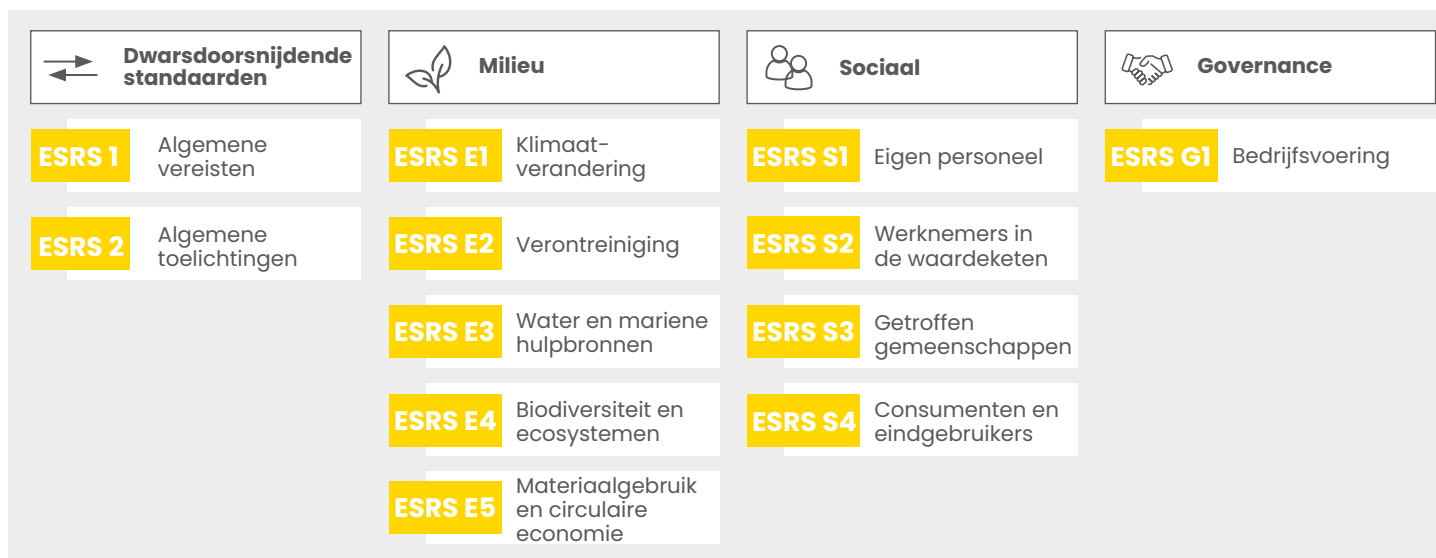 Dwarsdoorsnijdende
standaarden
ESRS 1
Algemene
vereisten
ESRS 2
Algemene
toelichtingen
Milieu
ESRS E1
Klimaat-
verandering
ESRS E2
Verontreiniging
ESRS E3
Water en mariene
hulpbronnen
ESRS E4
Biodiversiteit en
ecosystemen
ESRS E5
Materiaalgebruik
en circulaire
economie
Sociaal
ESRS S1
Eigen personeel
ESRS S2
Werknemers in
de waardeketen
ESRS S3
Getroffen
gemeenschappen
ESRS S4
Consumenten en
eindgebruikers
Governance
ESRS G1
Bedrijfsvoering